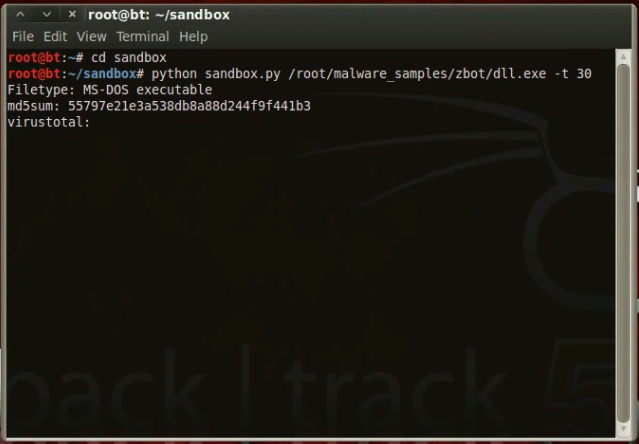 root@bt: ~/sandbox
File Edit View Terminal Help
root@bt:~# cd sandbox
root@bt:~/sandbox# python sandbox.py /root/malware_samples/zbot/dll.exe -t 30
Filetype: MS-DOS executable
md5sum: 55797e21e3a538db8a88d244f9f441b3
virustotal:
back | track 5